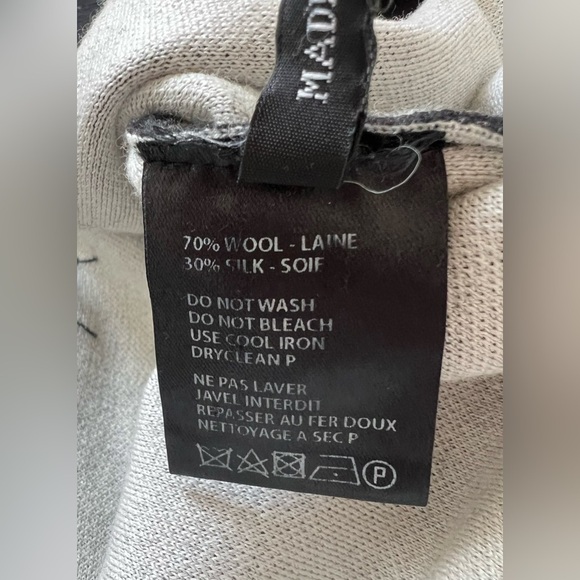 MAD
70% WOOL - LAINE
30% SILK - SOIE
DO NOT WASH
DO NOT BLEACH
USE COOL IRON
DRYCLEAN P
NE PAS LAVER
JAVEL INTERDIT
REPASSER AU FER DOUX
NETTOYAGE A SEC P
P